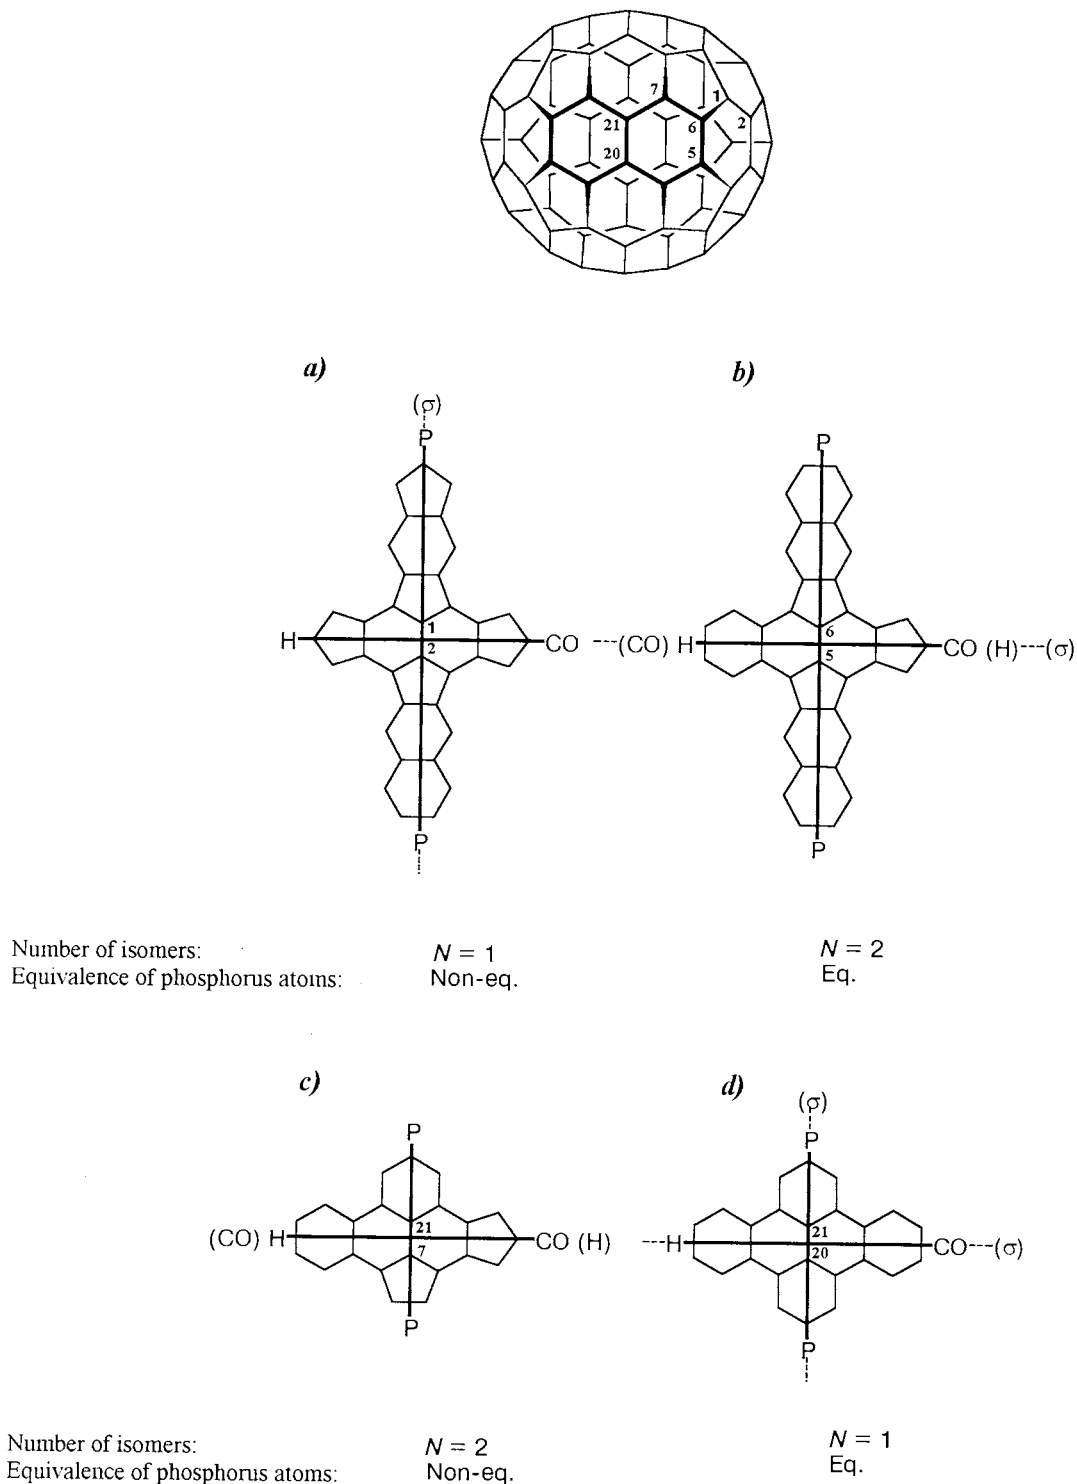 7 1
21 6 2
20 5
a) b)
(σ)
P P
1 6
H CO ---(CO) H CO (H)---(σ)
2 5
P P
Number of isomers: N = 1 N = 2
Equivalence of phosphorus atoms: Non-eq. Eq.
c) d)
(σ)
P P
21 21
(CO) H CO (H) ---H CO---(σ)
7 20
P P
Number of isomers: N = 2 N = 1
Equivalence of phosphorus atoms: Non-eq. Eq.